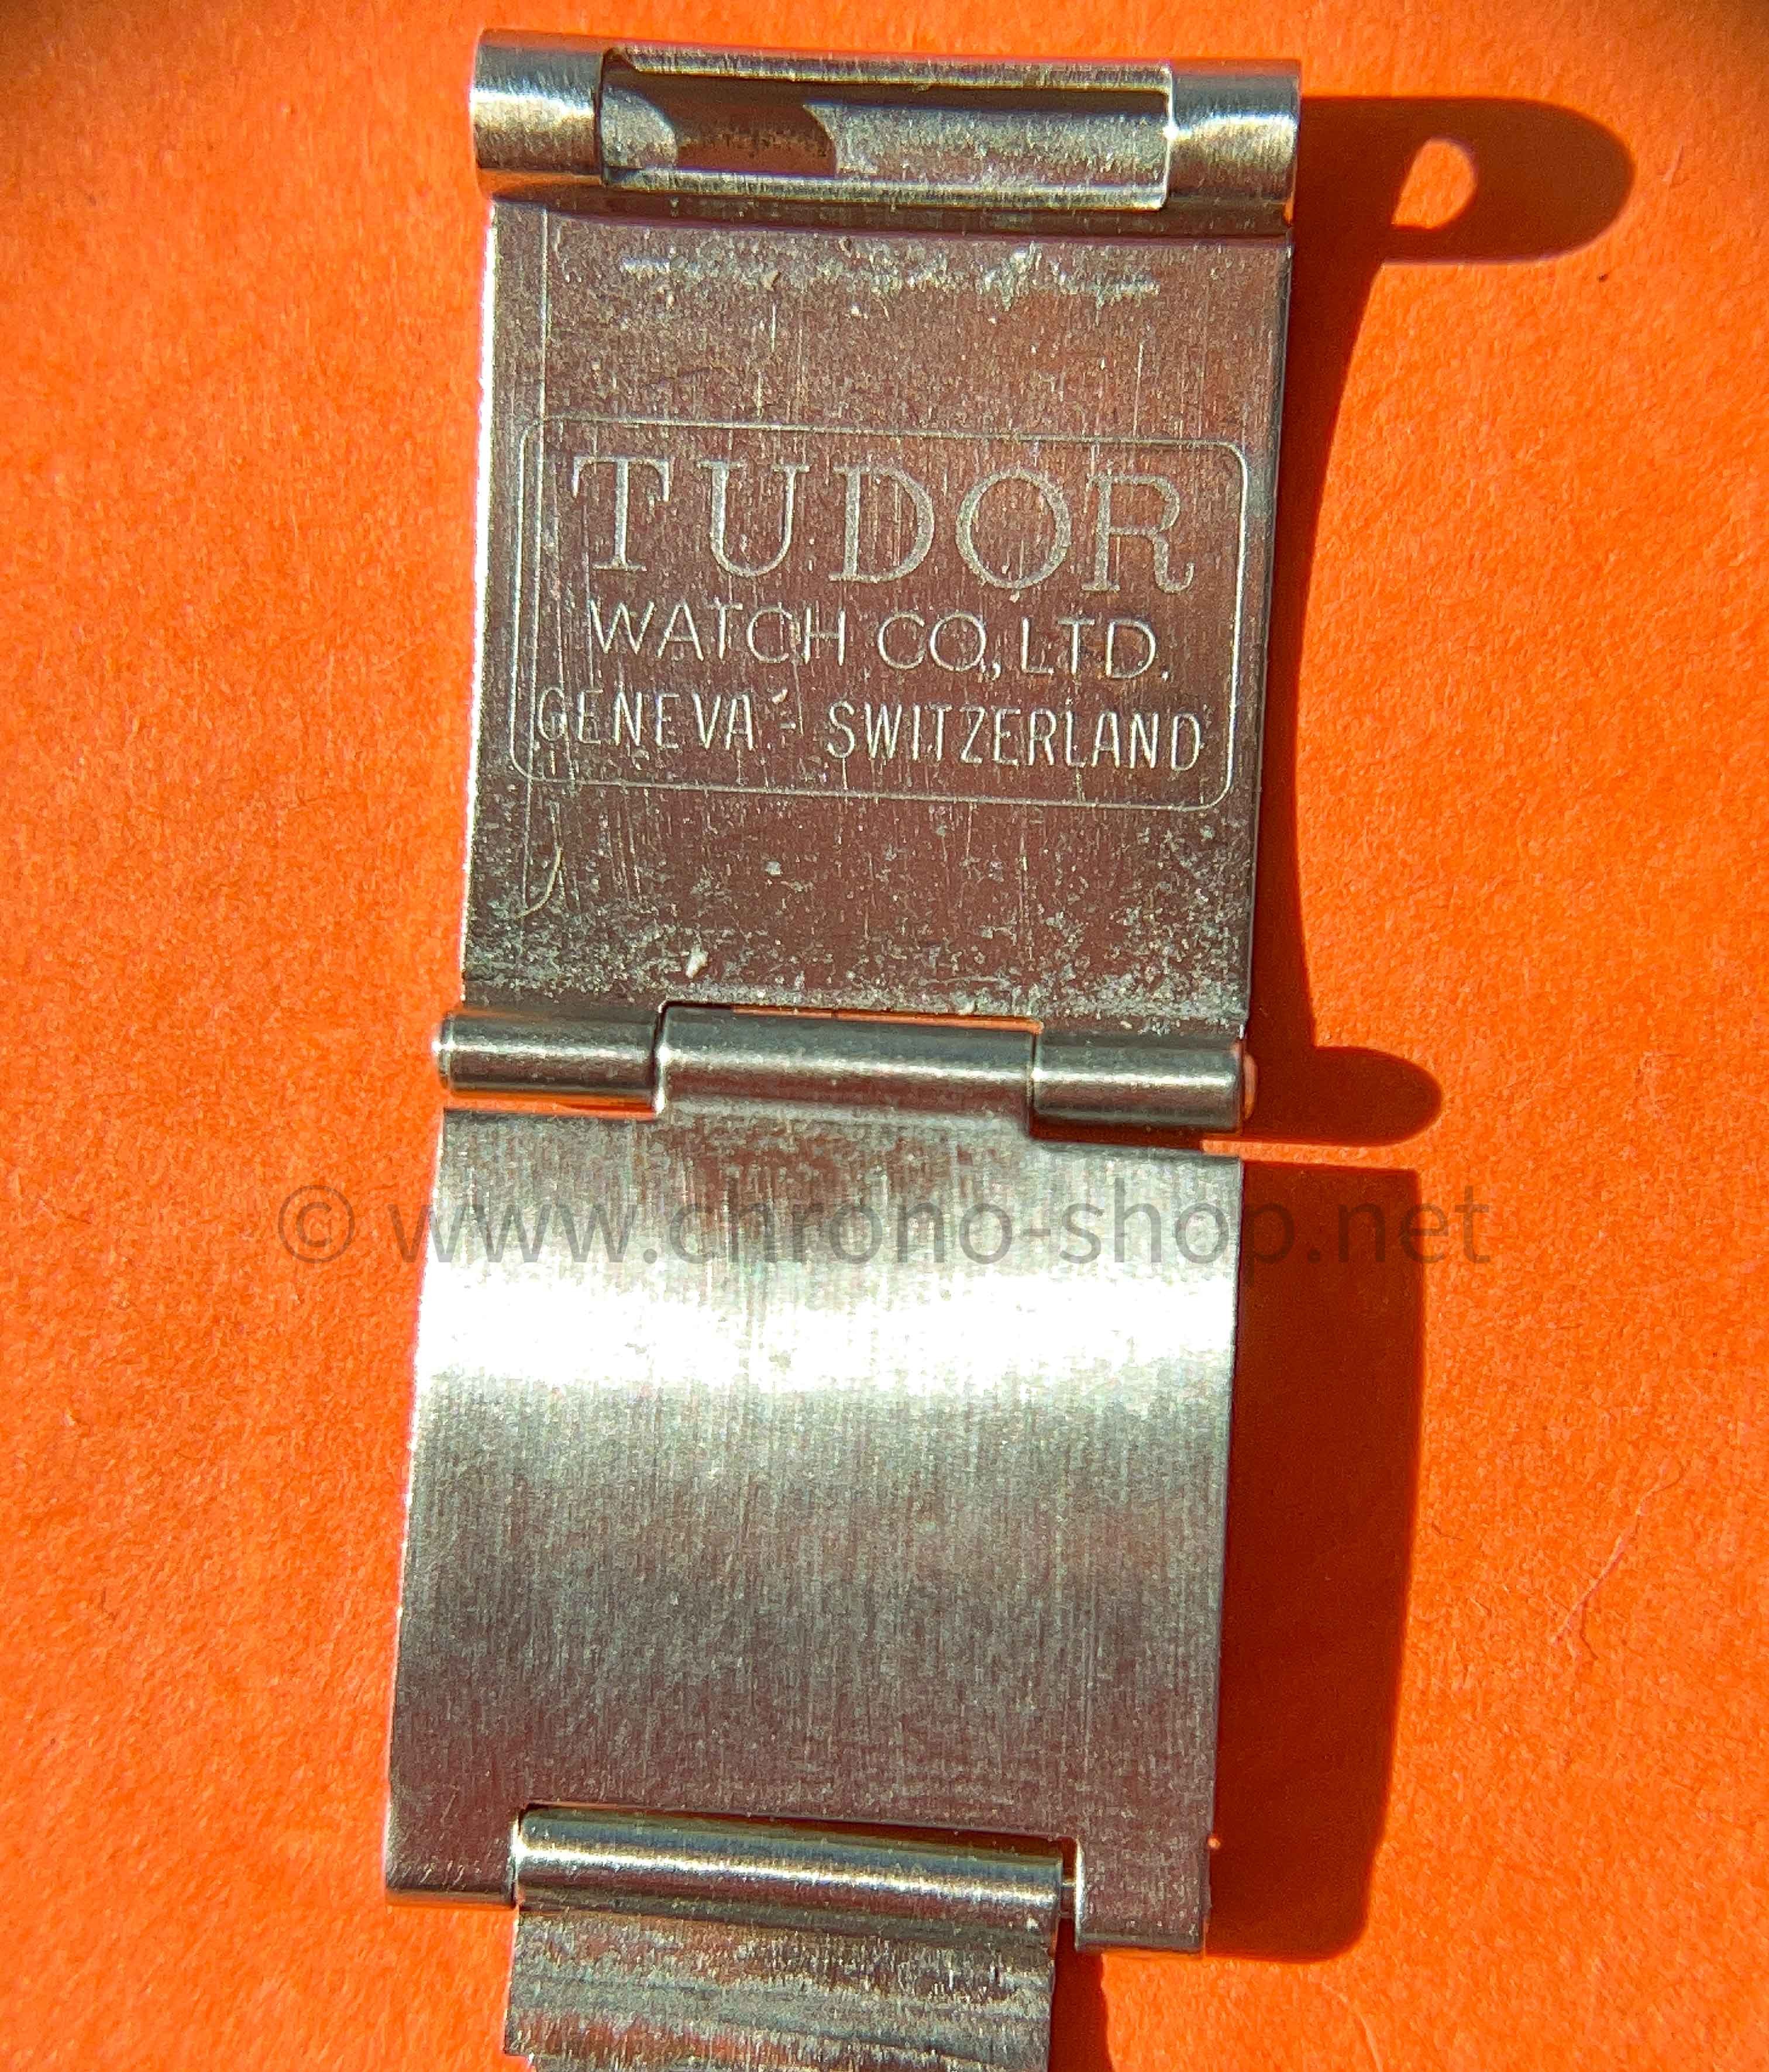 TUDOR
WATCH CO, LTD.
GENEVA - SWITZERLAND
© www.chrono-shop.net